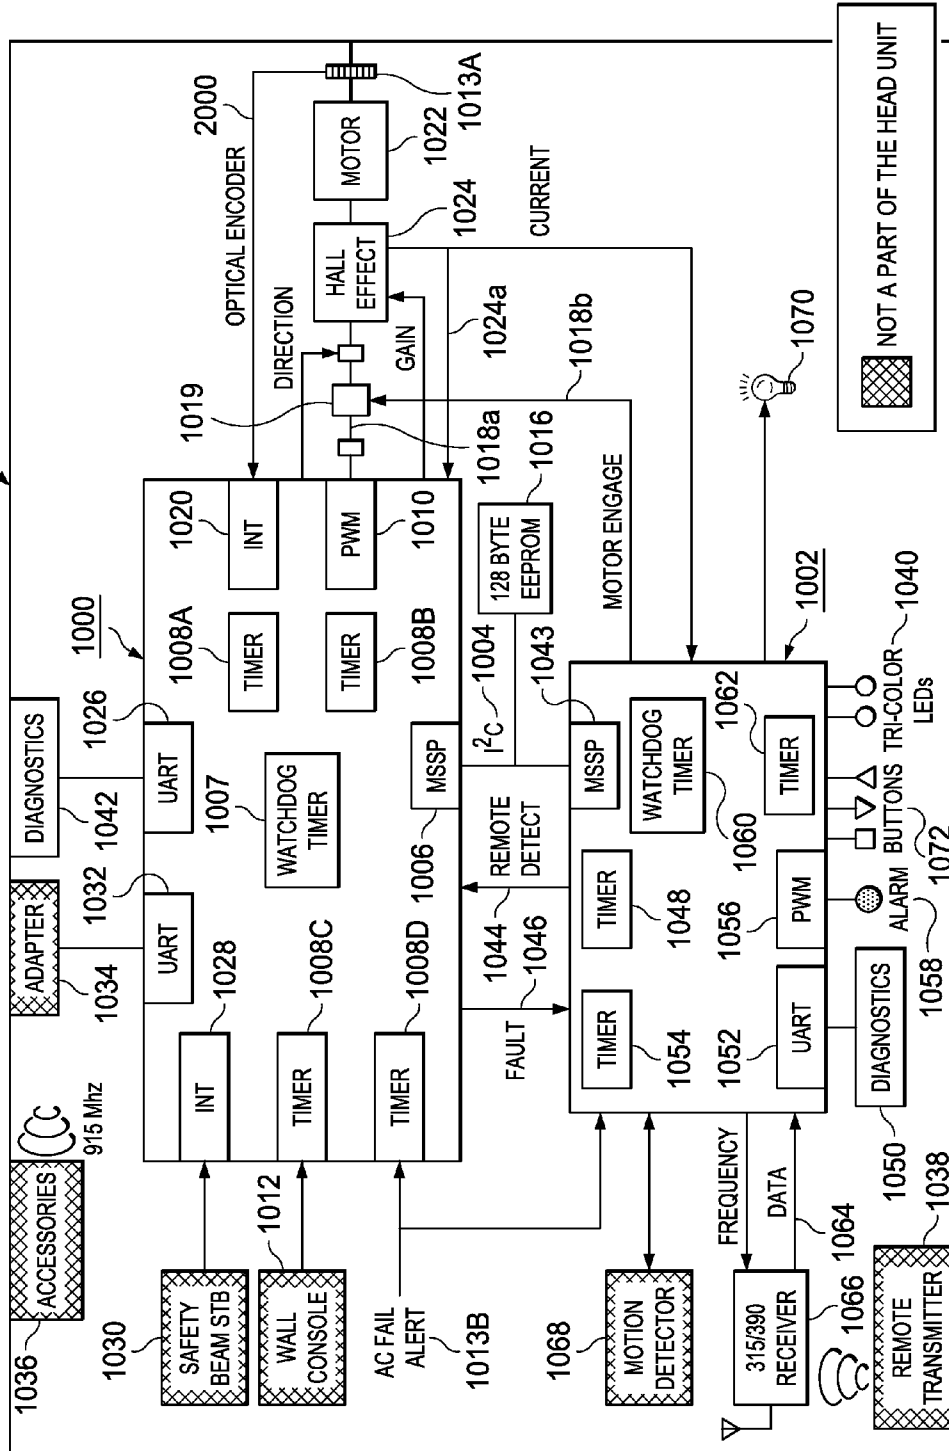 ACCESSORIES
1036
915 Mhz
ADAPTER
1034
DIAGNOSTICS
1042
1000
OPTICAL ENCODER
2000
1013A
SAFETY
BEAM STB
1030
WALL
CONSOLE
1012
AC FAIL
ALERT
1013B
INT
1028
TIMER
1008C
TIMER
1008D
UART
1032
UART
1026
WATCHDOG
TIMER
1007
TIMER
1008A
TIMER
1008B
INT
1020
PWM
1010
MSSP
1006
DIRECTION
1019
1018a
GAIN
HALL
EFFECT
1024
MOTOR
1022
CURRENT
1024a
1018b
128 BYTE
EEPROM
1016
I2C
1004
1043
REMOTE
DETECT
1044
1046
FAULT
MOTOR ENGAGE
MOTION
DETECTOR
1068
315/390
RECEIVER
1066
FREQUENCY
DATA
1064
REMOTE
TRANSMITTER
1038
TIMER
1054
TIMER
1048
MSSP
WATCHDOG
TIMER
1060
TIMER
1062
UART
1052
PWM
1056
DIAGNOSTICS
1050
ALARM
1058
BUTTONS
1072
TRI-COLOR
LEDs
1040
1002
1070
NOT A PART OF THE HEAD UNIT